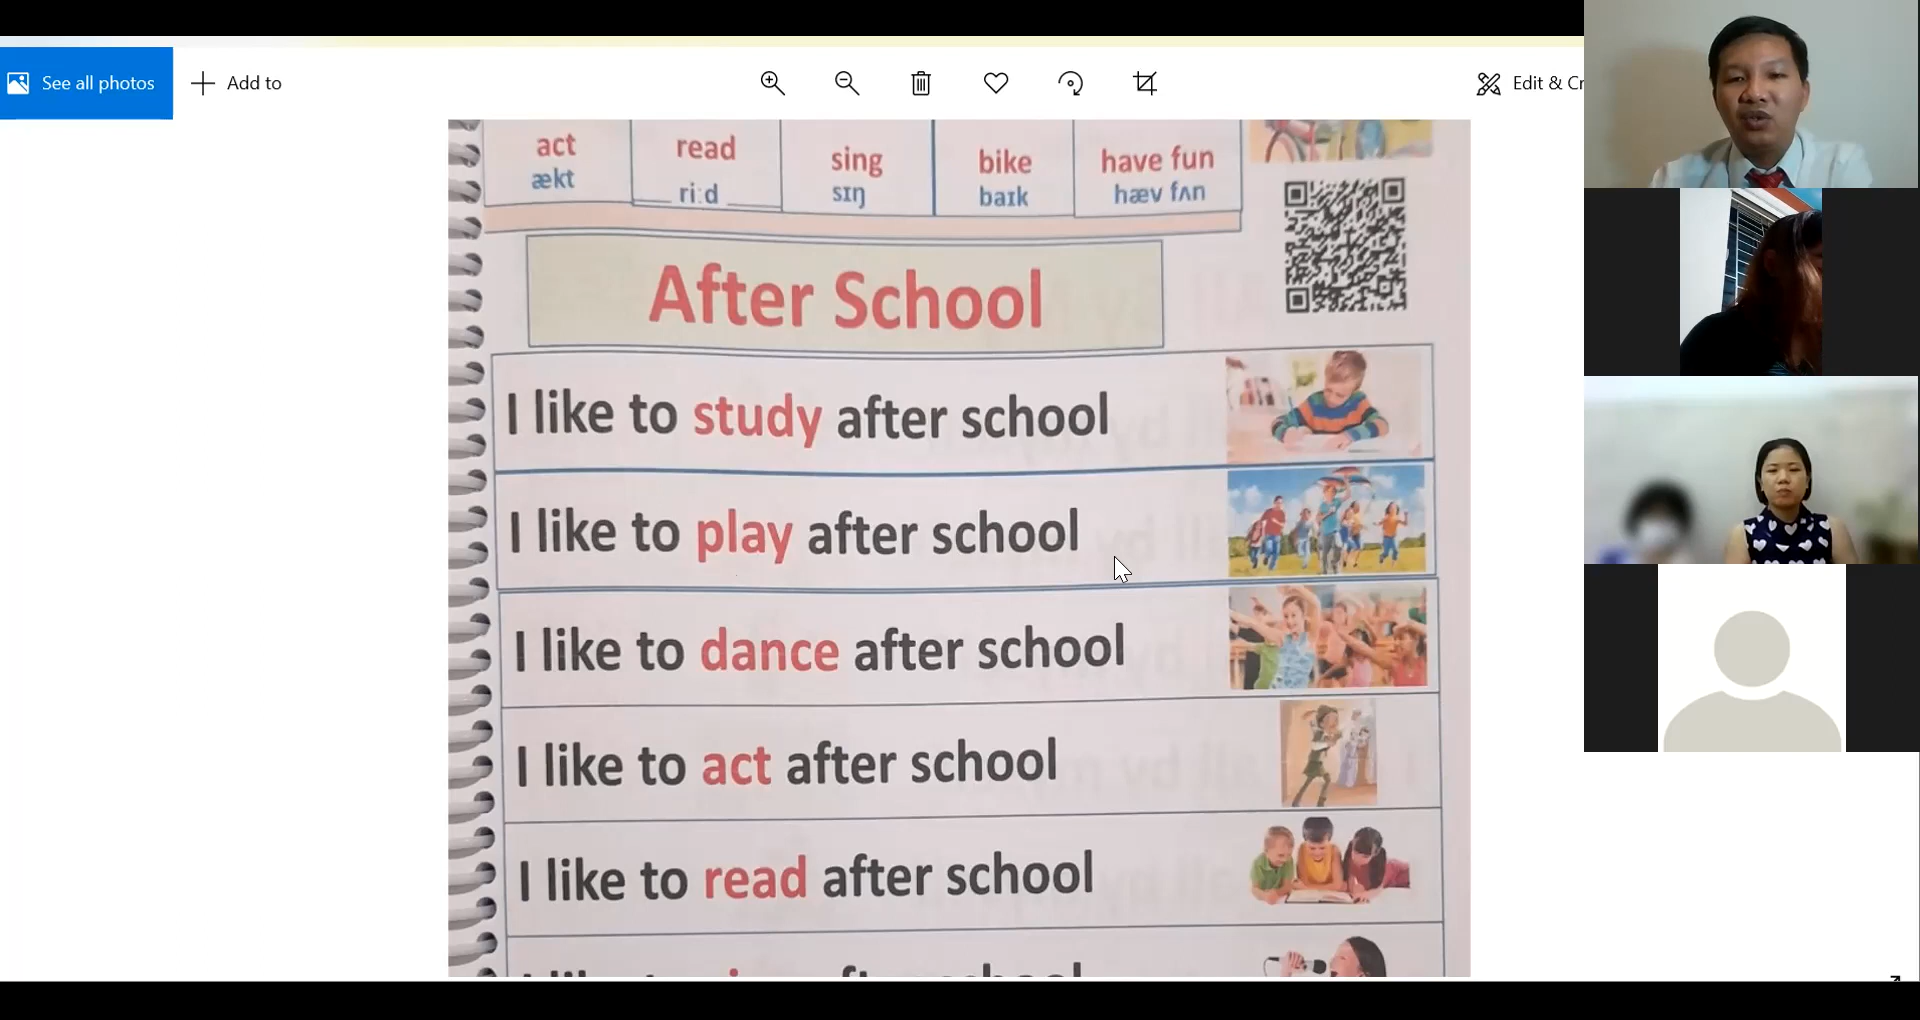 See all photos
Add to
Edit & Cr
act read sing bike have fun
ækt ri:d sɪŋ baɪk hæv fʌn
After School
I like to study after school
I like to play after school
I like to dance after school
I like to act after school
I like to read after school